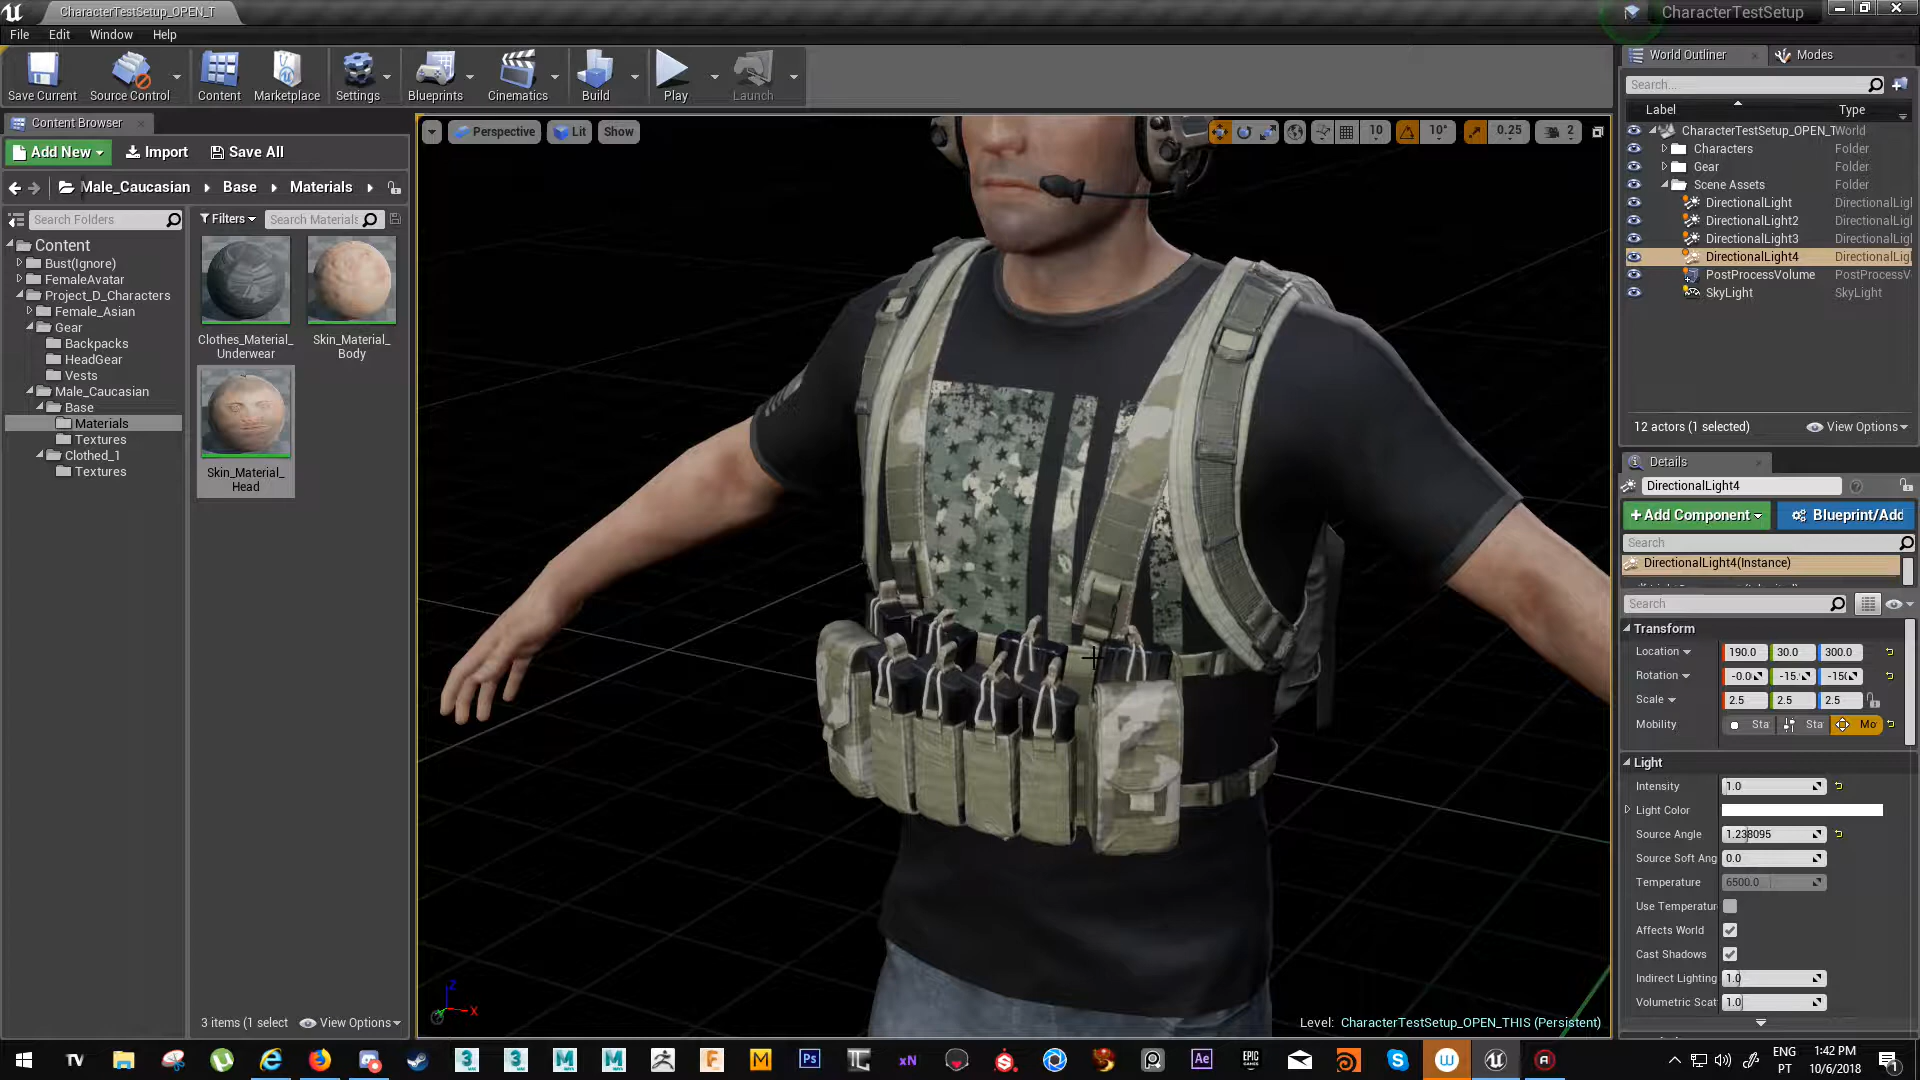 CharacterTestSetup_OPEN_T
CharacterTestSetup
File Edit Window Help
Save Current Source Control Content Marketplace Settings Blueprints Cinematics Build Play Launch
Content Browser
Add New Import Save All
Male_Caucasian Base Materials
Search Folders Filters Search Materials
Content
Bust(Ignore)
FemaleAvatar
Project_D_Characters
Female_Asian
Gear
Backpacks
HeadGear
Vests
Male_Caucasian
Base
Materials
Textures
Clothed_1
Textures
Clothes_Material_
Underwear
Skin_Material_
Body
Skin_Material_
Head
3 items (1 select View Options
Perspective Lit Show
10 10° 0.25 2
Level: CharacterTestSetup_OPEN_THIS (Persistent)
Z
X
World Outliner Modes
Search...
Label Type
CharacterTestSetup_OPEN_T World
Characters Folder
Gear Folder
Scene Assets Folder
DirectionalLight DirectionalLig
DirectionalLight2 DirectionalLig
DirectionalLight3 DirectionalLig
DirectionalLight4 DirectionalLig
PostProcessVolume PostProcessV
SkyLight SkyLight
12 actors (1 selected) View Options
Details
DirectionalLight4
+Add Component Blueprint/Add
Search
DirectionalLight4(Instance)
Search
Transform
Location 190.0 30.0 300.0
Rotation -0.0 -15. -150
Scale 2.5 2.5 2.5
Mobility Sta Sta Mo
Light
Intensity 1.0
Light Color
Source Angle 1.238095
Source Soft Ang 0.0
Temperature 6500.0
Use Temperatur
Affects World
Cast Shadows
Indirect Lighting 1.0
Volumetric Scat 1.0
ENG 1:42 PM
PT 10/6/2018